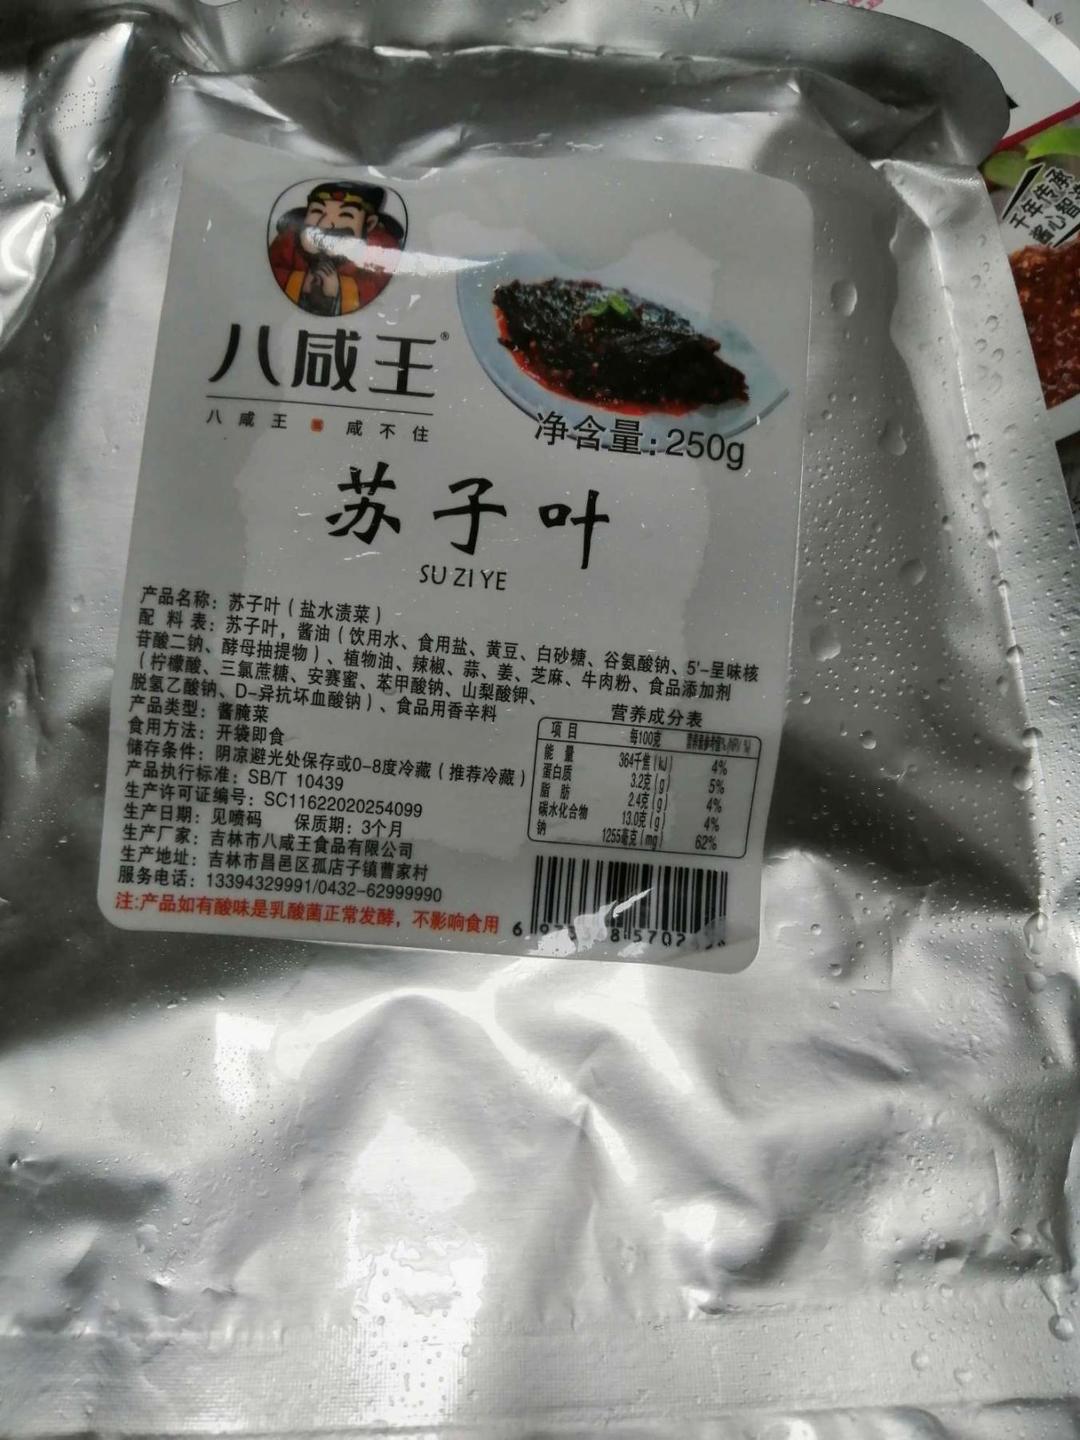 八咸王®
八咸王 咸不住
净含量:250g
苏子叶
SU ZI YE
产品名称：苏子叶（盐水渍菜）
配 料 表：苏子叶，酱油（饮用水、食用盐、黄豆、白砂糖、谷氨酸钠、5'-呈味核
苷酸二钠、酵母抽提物）、植物油、辣椒、蒜、姜、芝麻、牛肉粉、食品添加剂
（柠檬酸、三氯蔗糖、安赛蜜、苯甲酸钠、山梨酸钾、
脱氢乙酸钠、D-异抗坏血酸钠）、食品用香辛料
产品类型：酱腌菜
食用方法：开袋即食
储存条件：阴凉避光处保存或0-8度冷藏（推荐冷藏）
产品执行标准：SB/T 10439
生产许可证编号：SC11622020254099
生产日期：见喷码 保质期：3个月
生产厂家：吉林市八咸王食品有限公司
生产地址：吉林市昌邑区孤店子镇曹家村
服务电话：13394329991/0432-62999990
注:产品如有酸味是乳酸菌正常发酵，不影响食用
营养成分表
项目 每100克 营养素参考值%(NRV%)
能量 364千焦(kJ) 4%
蛋白质 3.2克(g) 5%
脂肪 2.4克(g) 4%
碳水化合物 13.0克(g) 4%
钠 1255毫克(mg) 62%
千年传承